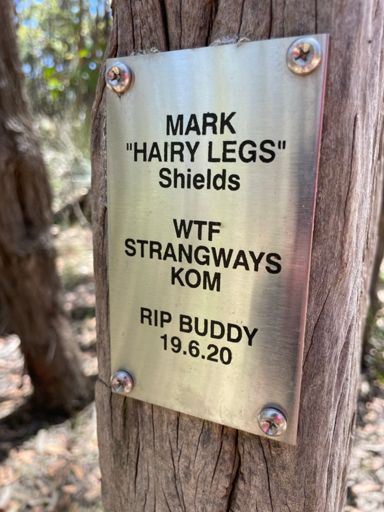 MARK
"HAIRY LEGS"
Shields
WTF
STRANGWAYS
KOM
RIP BUDDY
19.6.20